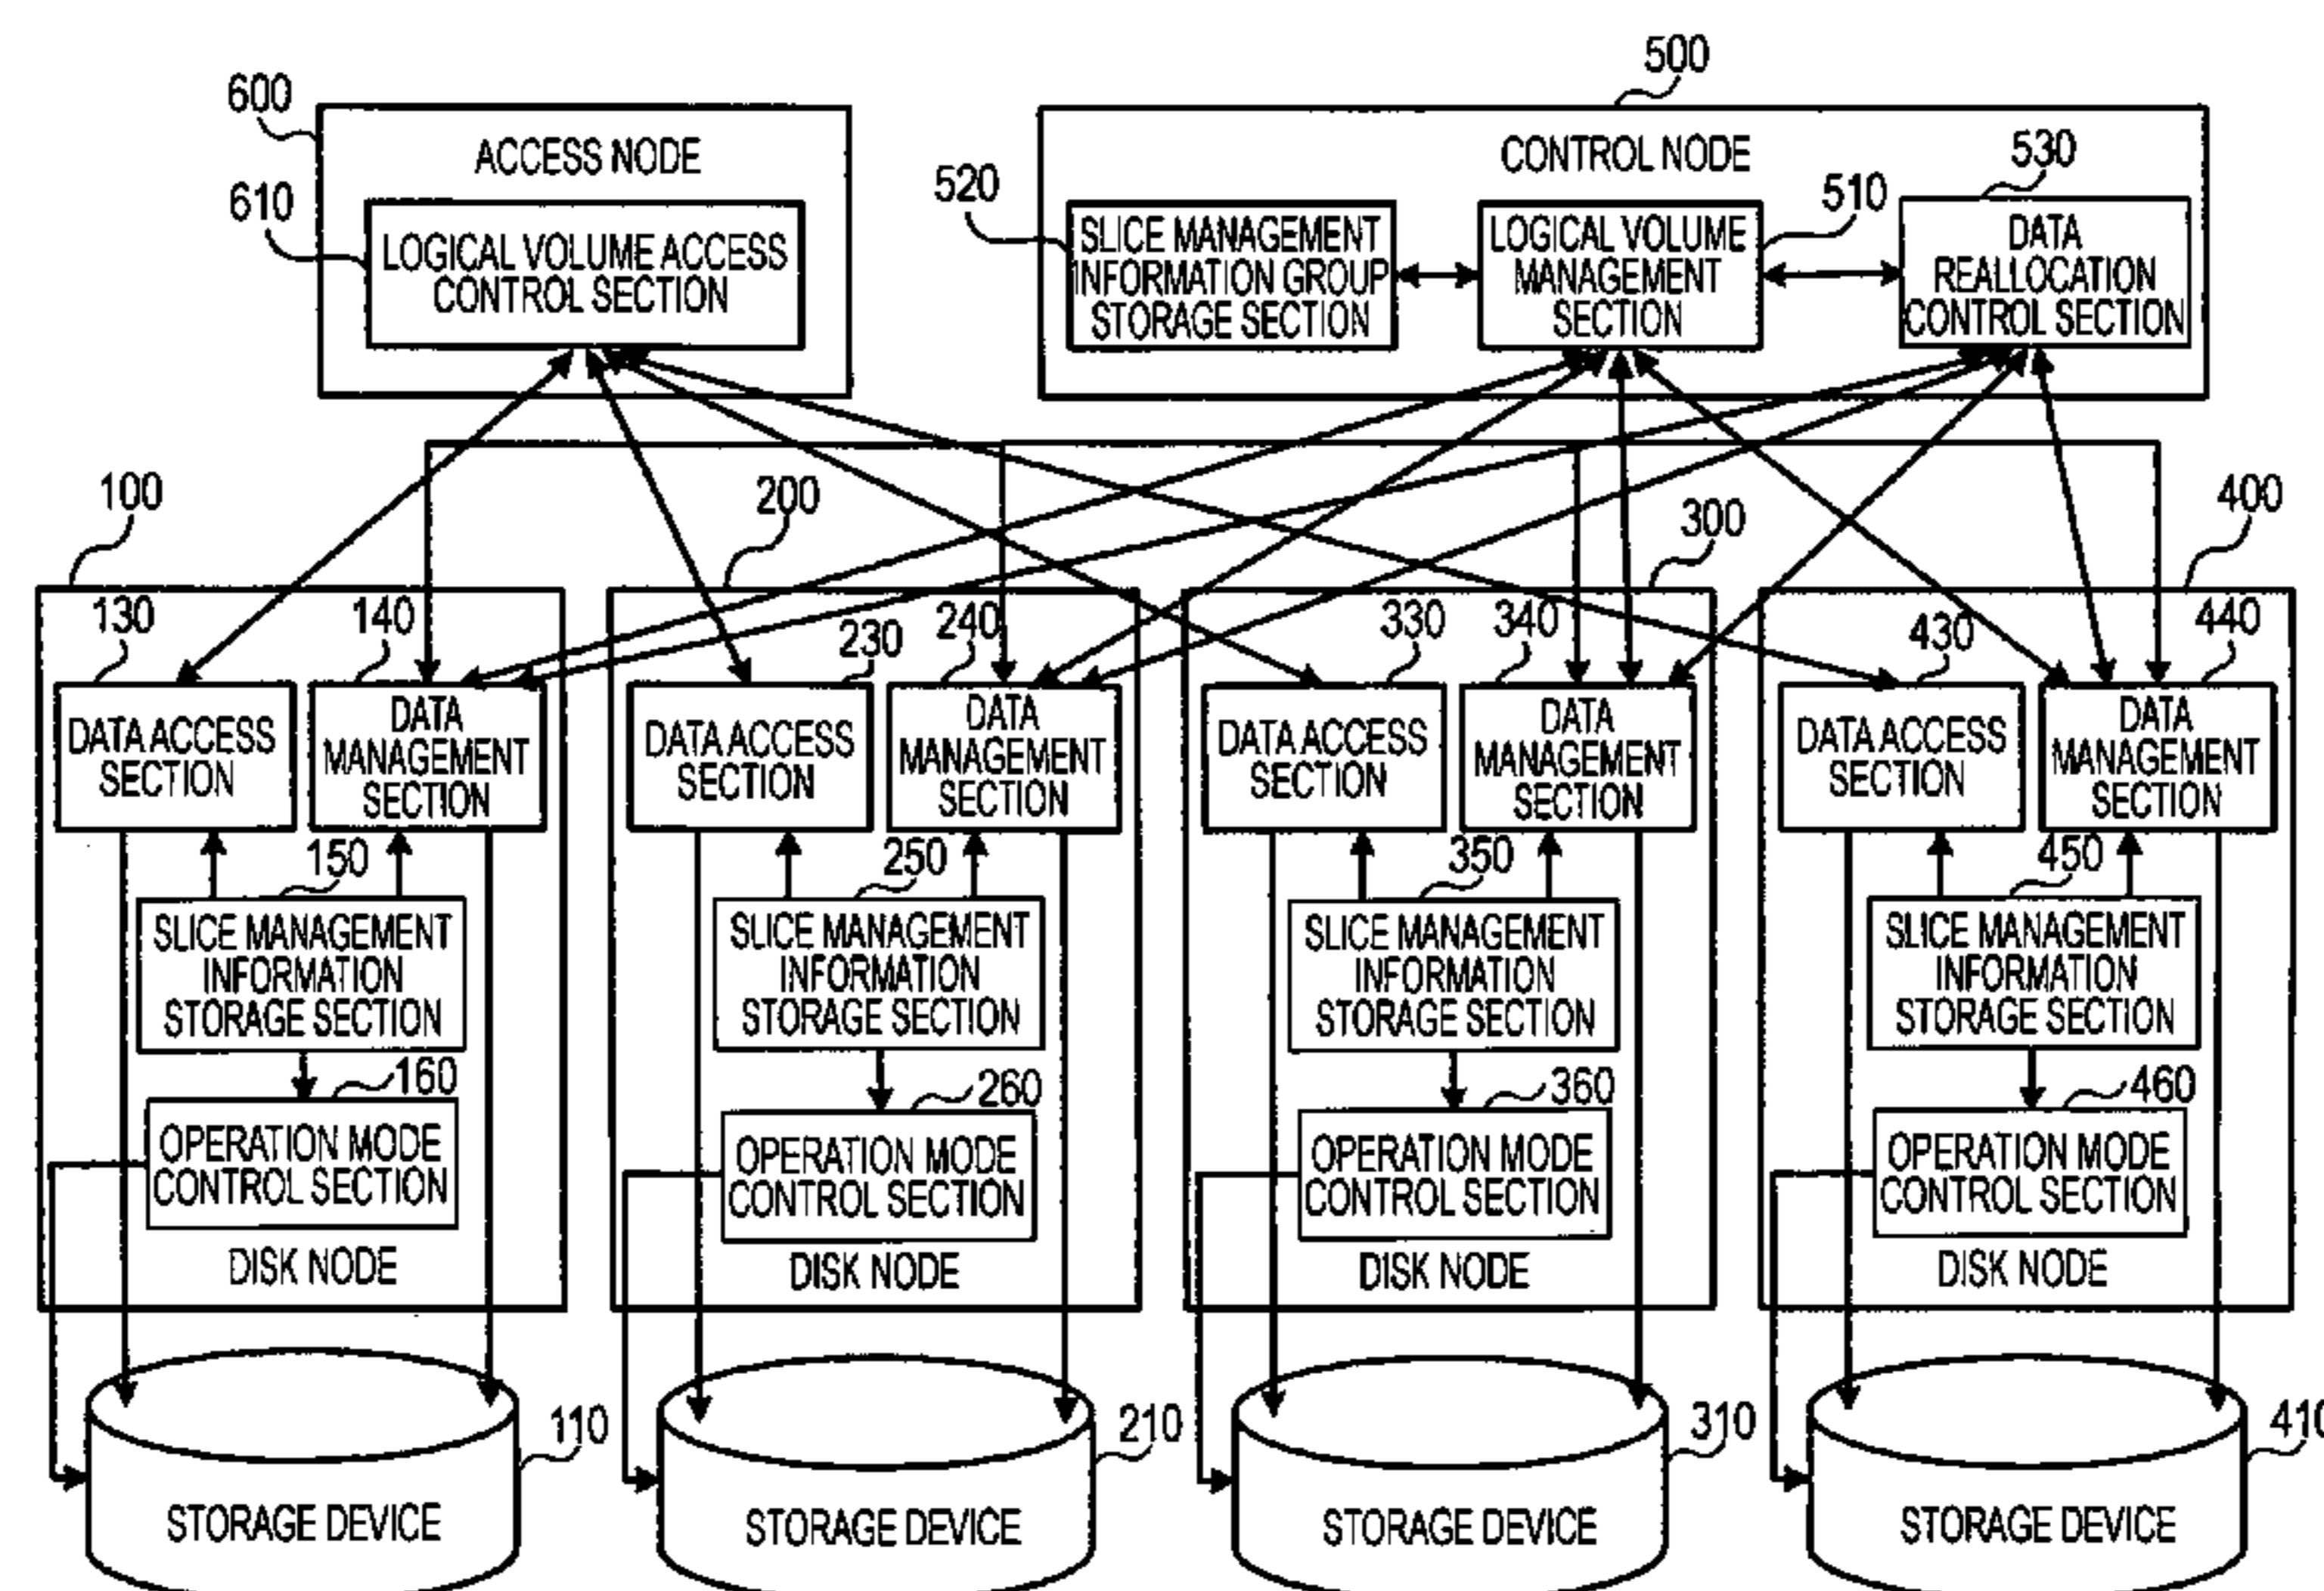 500
600
ACCESS NODE
CONTROL NODE
530
520
510
610
LOGICAL VOLUME ACCESS
CONTROL SECTION
SLICE MANAGEMENT
INFORMATION GROUP
STORAGE SECTION
LOGICAL VOLUME
MANAGEMENT
SECTION
DATA
REALLOCATION
CONTROL SECTION
100
200
300
400
130
140
230
240
330
340
430
440
DATA ACCESS
SECTION
DATA
MANAGEMENT
SECTION
DATA ACCESS
SECTION
DATA
MANAGEMENT
SECTION
DATA ACCESS
SECTION
DATA
MANAGEMENT
SECTION
DATA ACCESS
SECTION
DATA
MANAGEMENT
SECTION
150
250
350
450
SLICE MANAGEMENT
INFORMATION
STORAGE SECTION
SLICE MANAGEMENT
INFORMATION
STORAGE SECTION
SLICE MANAGEMENT
INFORMATION
STORAGE SECTION
SLICE MANAGEMENT
INFORMATION
STORAGE SECTION
160
260
360
460
OPERATION MODE
CONTROL SECTION
OPERATION MODE
CONTROL SECTION
OPERATION MODE
CONTROL SECTION
OPERATION MODE
CONTROL SECTION
DISK NODE
DISK NODE
DISK NODE
DISK NODE
110
210
310
410
STORAGE DEVICE
STORAGE DEVICE
STORAGE DEVICE
STORAGE DEVICE